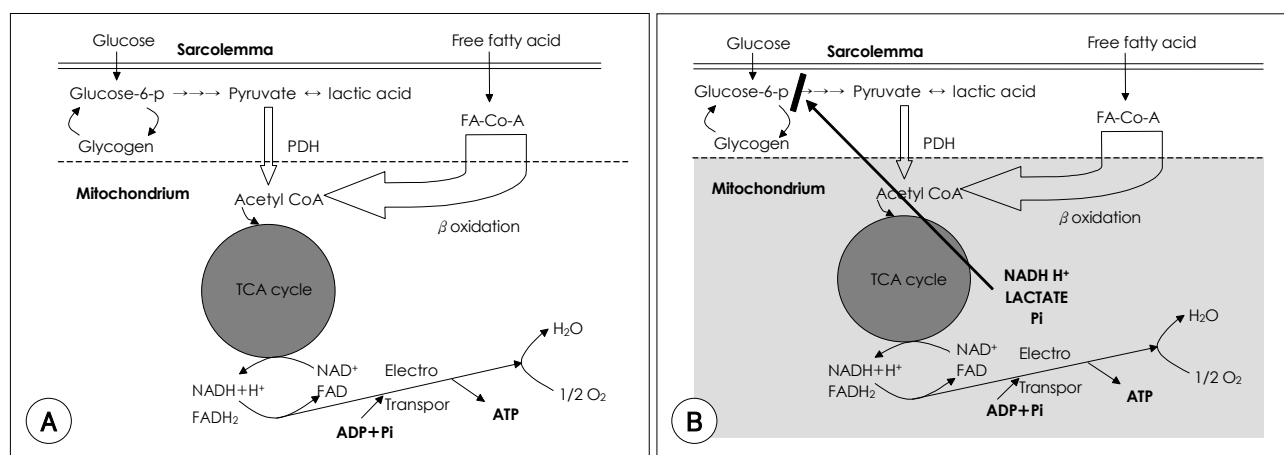 Glucose
Sarcolemma
Free fatty acid
Glucose-6-p →→→ Pyruvate ↔ lactic acid
FA-Co-A
Glycogen
PDH
Mitochondrium
Acetyl CoA
β oxidation
TCA cycle
H₂O
Electro
NAD⁺
NADH+H⁺
FAD
1/2 O₂
Transpor
FADH₂
ATP
ADP+Pi
A
Glucose
Sarcolemma
Free fatty acid
Glucose-6-p →→→ Pyruvate ↔ lactic acid
FA-Co-A
Glycogen
PDH
Mitochondrium
Acetyl CoA
β oxidation
TCA cycle
NADH H⁺
LACTATE
Pi
H₂O
Electro
NAD⁺
NADH+H⁺
FAD
1/2 O₂
Transpor
FADH₂
ATP
ADP+Pi
B